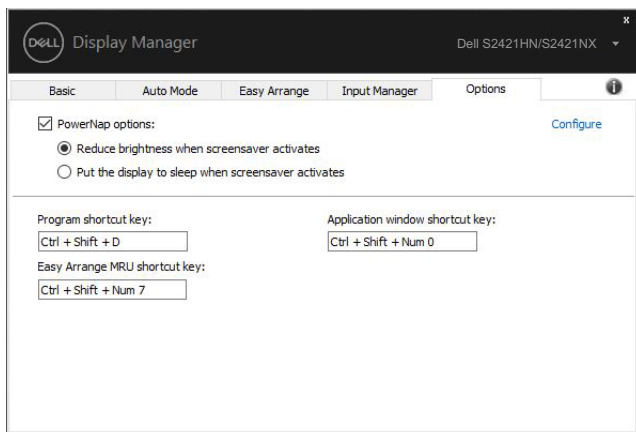 x
DELL Display Manager Dell S2421HN/S2421NX
Basic Auto Mode Easy Arrange Input Manager Options i
PowerNap options: Configure
Reduce brightness when screensaver activates
Put the display to sleep when screensaver activates
Program shortcut key: Application window shortcut key:
Ctrl + Shift + D Ctrl + Shift + Num 0
Easy Arrange MRU shortcut key:
Ctrl + Shift + Num 7